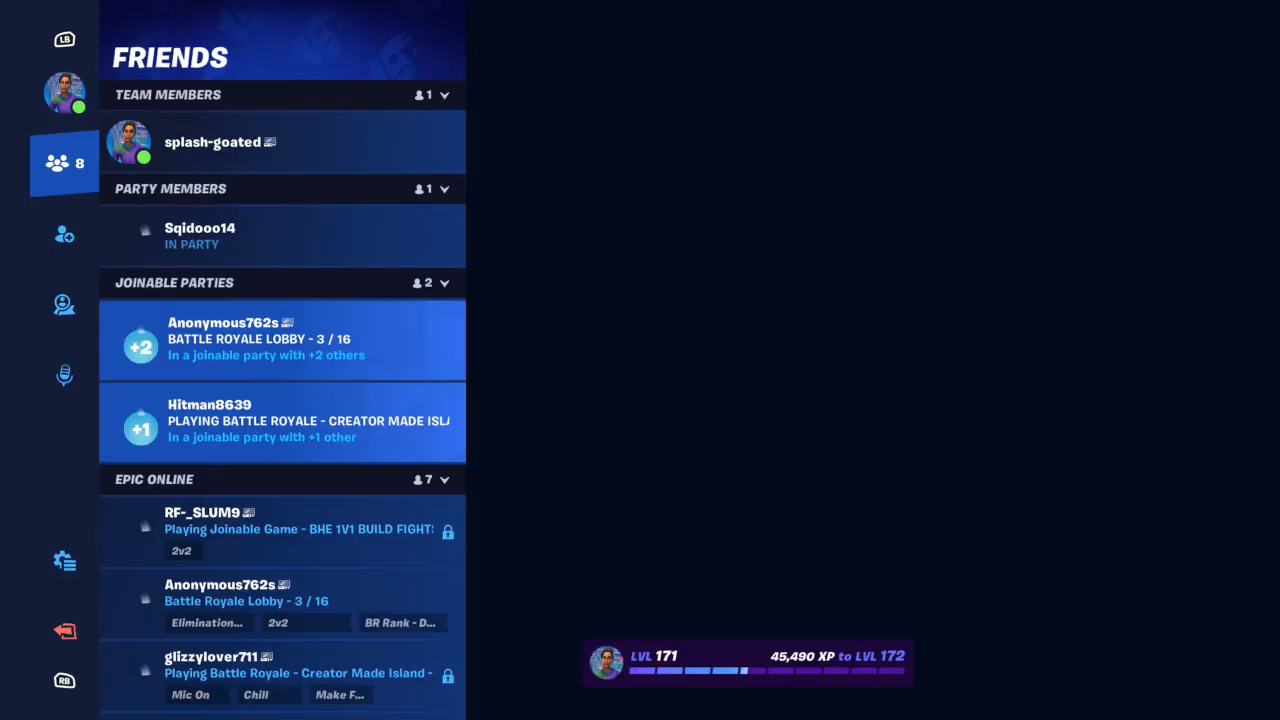 LB
FRIENDS
TEAM MEMBERS 1
splash-goated
8
PARTY MEMBERS 1
Sqidooo14
IN PARTY
JOINABLE PARTIES 2
Anonymous762s
+2
BATTLE ROYALE LOBBY - 3 / 16
In a joinable party with +2 others
Hitman8639
+1
PLAYING BATTLE ROYALE - CREATOR MADE ISLA
In a joinable party with +1 other
EPIC ONLINE 7
RF-_SLUM9
Playing Joinable Game - BHE 1V1 BUILD FIGHTS
2v2
Anonymous762s
Battle Royale Lobby - 3 / 16
Elimination... 2v2 BR Rank - D...
glizzylover711
Playing Battle Royale - Creator Made Island -
Mic On Chill Make F...
RB
LVL 171 45,490 XP to LVL 172